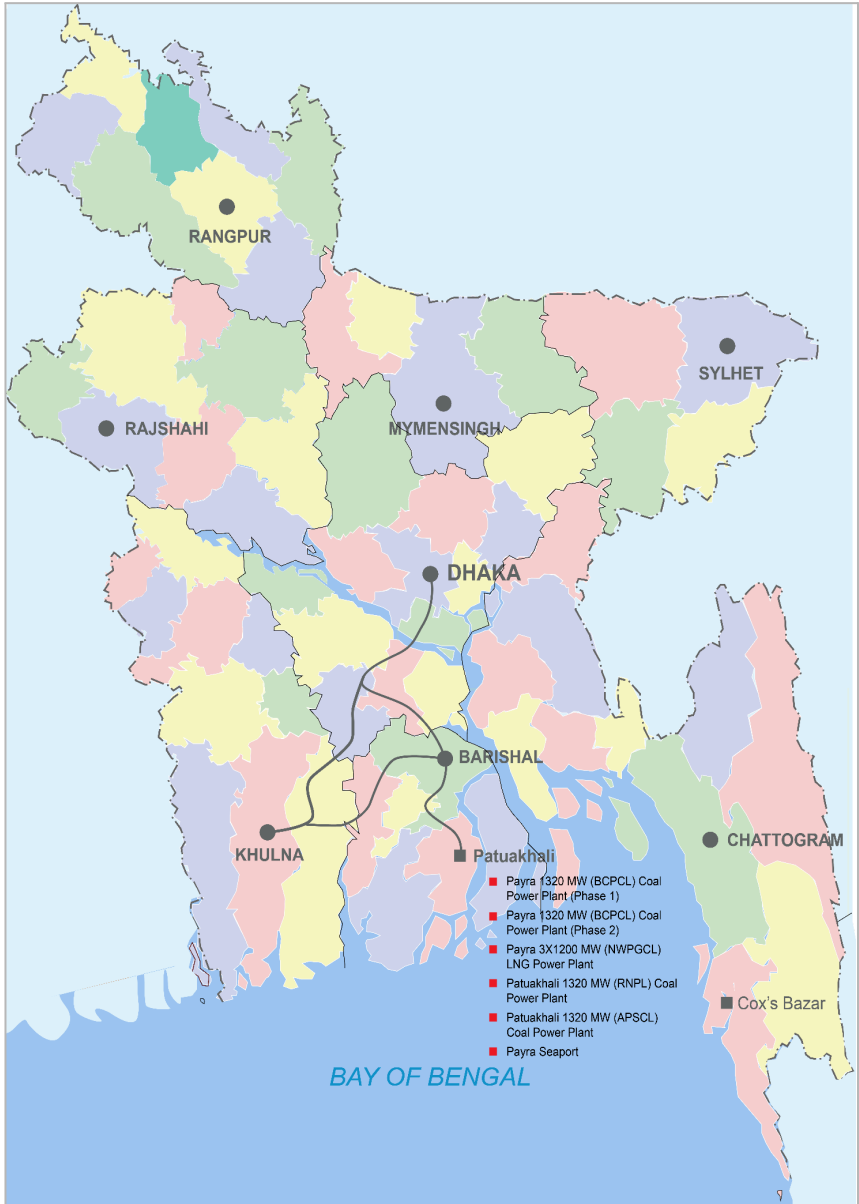 RANGPUR
SYLHET
MYMENSINGH
RAJSHAHI
DHAKA
BARISHAL
KHULNA
CHATTOGRAM
Patuakhali
Payra 1320 MW (BCPCL) Coal
Power Plant (Phase 1)
Payra 1320 MW (BCPCL) Coal
Power Plant (Phase 2)
Payra 3X1200 MW (NWPGCL)
LNG Power Plant
Patuakhali 1320 MW (RNPL) Coal
Power Plant
Patuakhali 1320 MW (APSCL)
Coal Power Plant
Payra Seaport
Cox's Bazar
BAY OF BENGAL